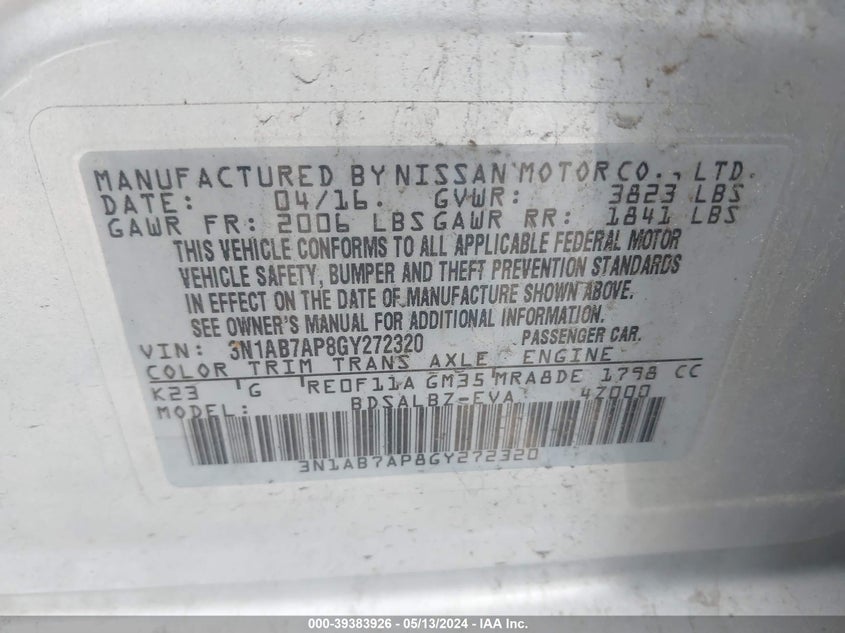 MANUFACTURED BY NISSAN MOTOR CO., LTD.
DATE: 04/16. GVWR: 3823 LBS
GAWR FR: 2006 LBS GAWR RR: 1841 LBS
THIS VEHICLE CONFORMS TO ALL APPLICABLE FEDERAL MOTOR
VEHICLE SAFETY, BUMPER AND THEFT PREVENTION STANDARDS
IN EFFECT ON THE DATE OF MANUFACTURE SHOWN ABOVE.
SEE OWNER'S MANUAL FOR ADDITIONAL INFORMATION.
VIN: 3N1AB7AP8GY272320 PASSENGER CAR.
COLOR TRIM TRANS AXLE ENGINE
K23 G RE0F11A GM35 MRA8DE 1798 CC
MODEL: BDSALBZ-EVA 47000
3N1AB7AP8GY272320
000-39383926 - 05/13/2024 - IAA Inc.